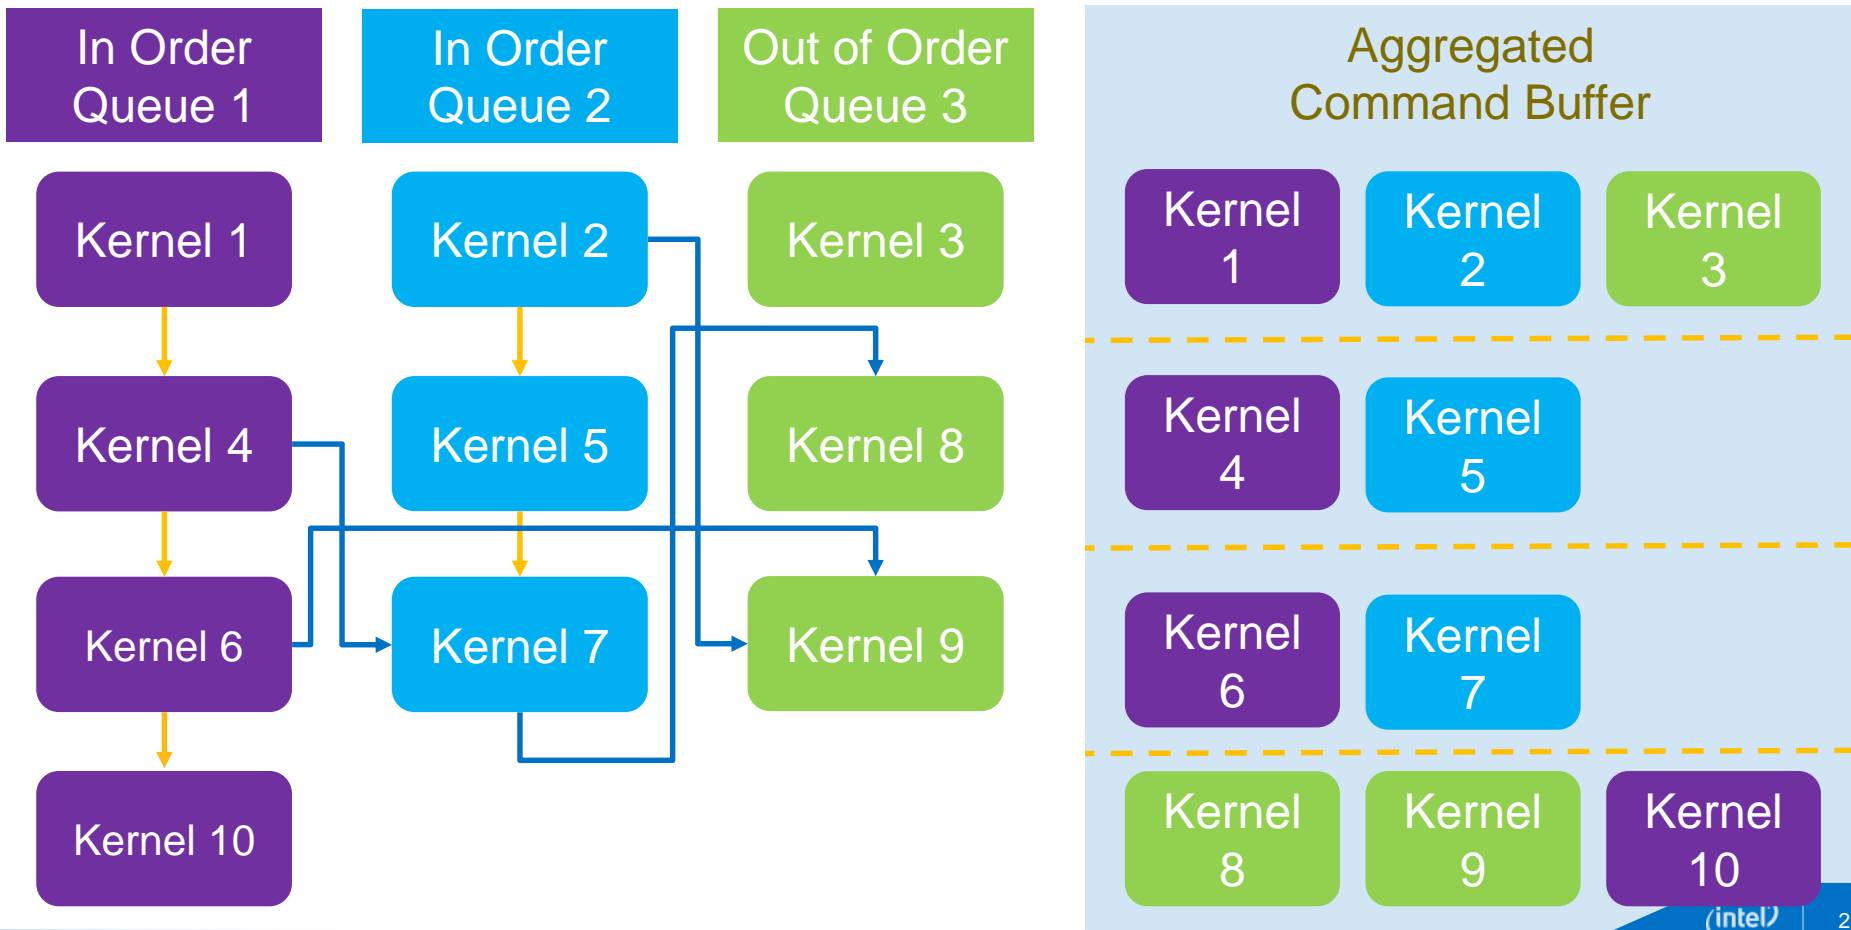 In Order
Queue 1
In Order
Queue 2
Out of Order
Queue 3
Kernel 1
Kernel 2
Kernel 3
Kernel 4
Kernel 5
Kernel 8
Kernel 6
Kernel 7
Kernel 9
Kernel 10
Aggregated
Command Buffer
Kernel
1
Kernel
2
Kernel
3
Kernel
4
Kernel
5
Kernel
6
Kernel
7
Kernel
8
Kernel
9
Kernel
10
intel
2